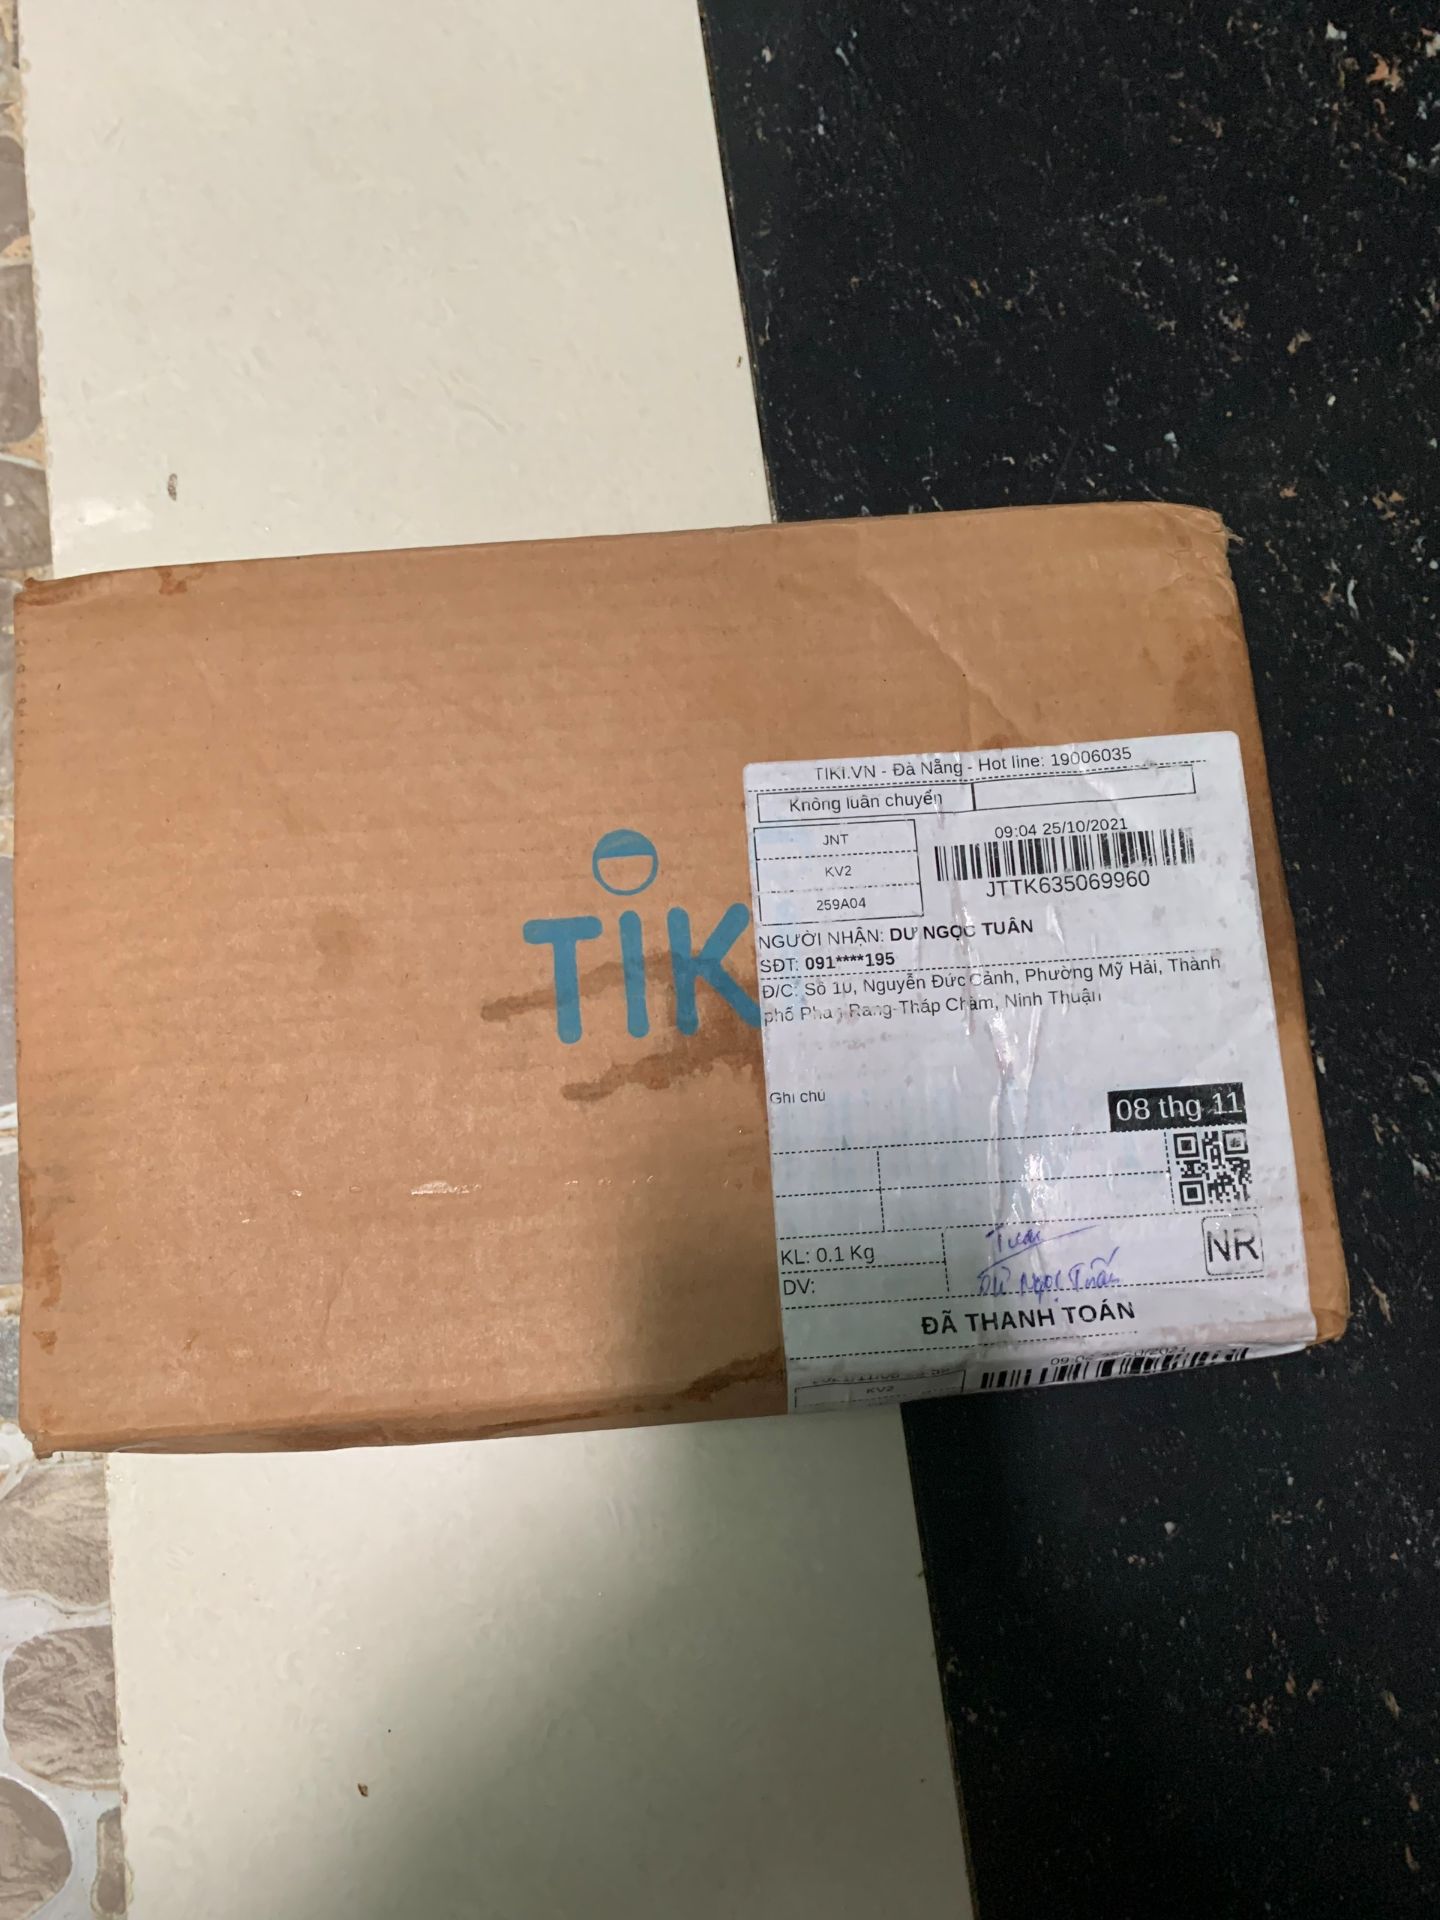 TIKI.VN - Đà Nẵng - Hot line: 19006035
Không luân chuyển
JNT
09:04 25/10/2021
KV2
JTTK635069960
259A04
NGƯỜI NHẬN: DƯ NGỌC TUÂN
SĐT: 091****195
Đ/C: Số 10, Nguyễn Đức Cảnh, Phường Mỹ Hải, Thành
phố Phan Rang-Tháp Chàm, Ninh Thuận
TIK
Ghi chú
08 thg 11
KL: 0.1 Kg
NR
DV:
Dư Ngọc Tuân
ĐÃ THANH TOÁN
KV2